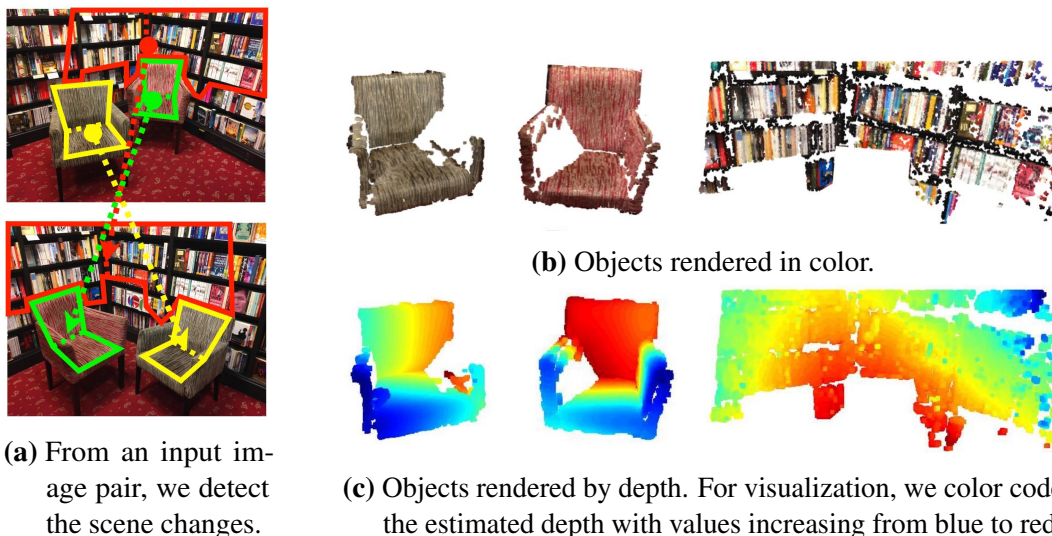 (b) Objects rendered in color.
(a) From an input im-
age pair, we detect
the scene changes.
(c) Objects rendered by depth. For visualization, we color code
the estimated depth with values increasing from blue to red.